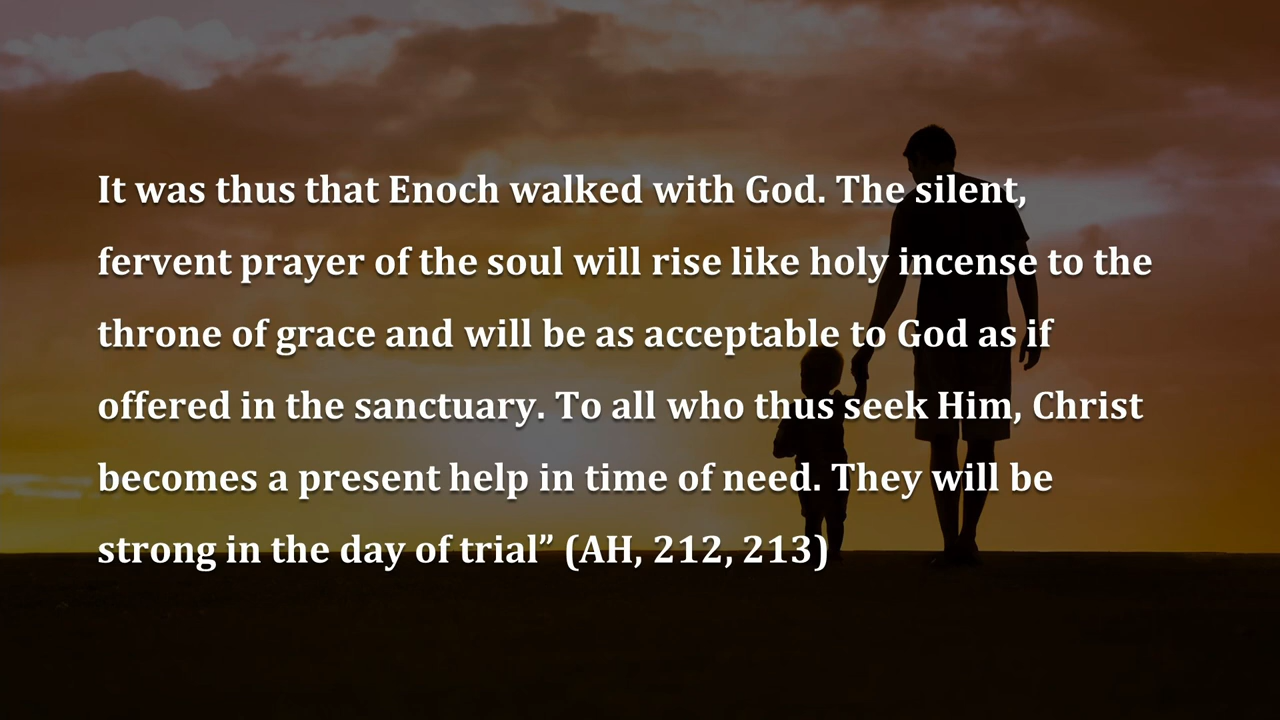 It was thus that Enoch walked with God. The silent,
fervent prayer of the soul will rise like holy incense to the
throne of grace and will be as acceptable to God as if
offered in the sanctuary. To all who thus seek Him, Christ
becomes a present help in time of need. They will be
strong in the day of trial” (AH, 212, 213)